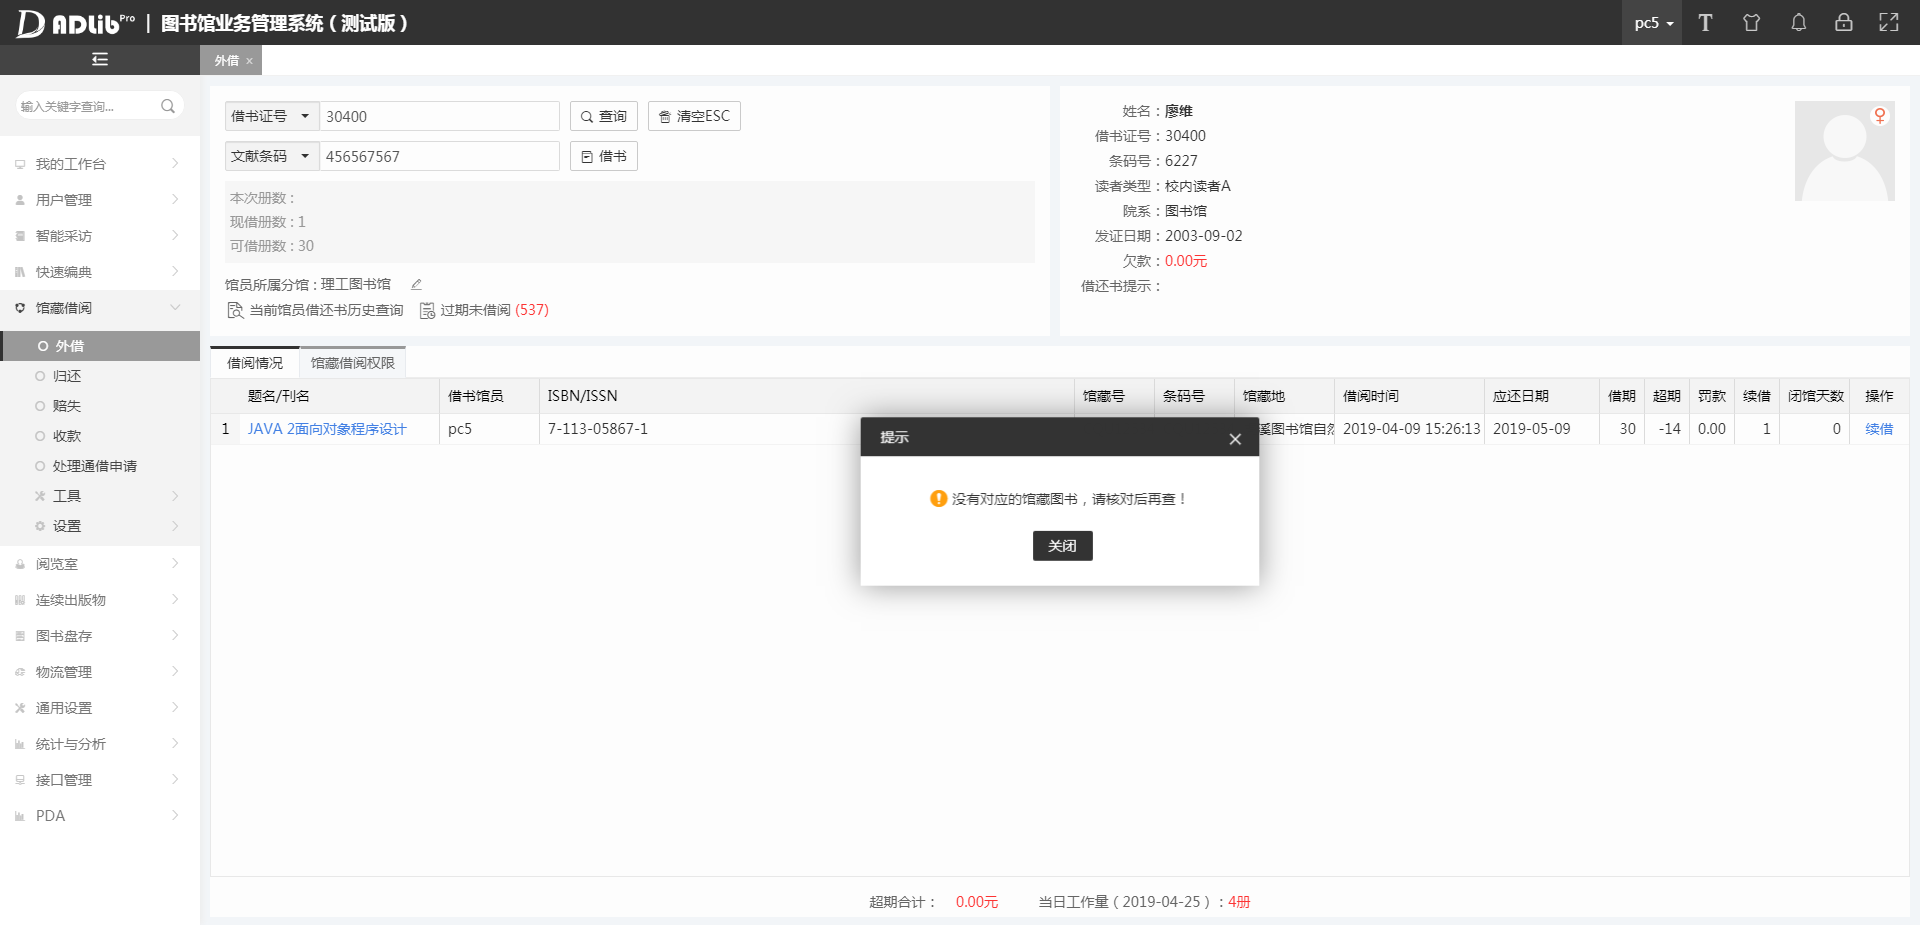 ADLib Pro | 图书馆业务管理系统（测试版）
pc5
T
外借 ×
输入关键字查询...
我的工作台
用户管理
智能采访
快速编典
馆藏借阅
外借
归还
赔失
收款
处理通借申请
工具
设置
阅览室
连续出版物
图书盘存
物流管理
通用设置
统计与分析
接口管理
PDA
借书证号 30400 查询 清空ESC
文献条码 456567567 借书
本次册数：
现借册数：1
可借册数：30
馆员所属分馆：理工图书馆
当前馆员借还书历史查询 过期未借阅 (537)
姓名：廖维
借书证号：30400
条码号：6227
读者类型：校内读者A
院系：图书馆
发证日期：2003-09-02
欠款：0.00元
借还书提示：
借阅情况 馆藏借阅权限
题名/刊名 借书馆员 ISBN/ISSN 馆藏号 条码号 馆藏地 借阅时间 应还日期 借期 超期 罚款 续借 闭馆天数 操作
1 JAVA 2面向对象程序设计 pc5 7-113-05867-1 溪图书馆自然 2019-04-09 15:26:13 2019-05-09 30 -14 0.00 1 0 续借
提示
没有对应的馆藏图书，请核对后再查！
关闭
超期合计： 0.00元 当日工作量（2019-04-25）：4册